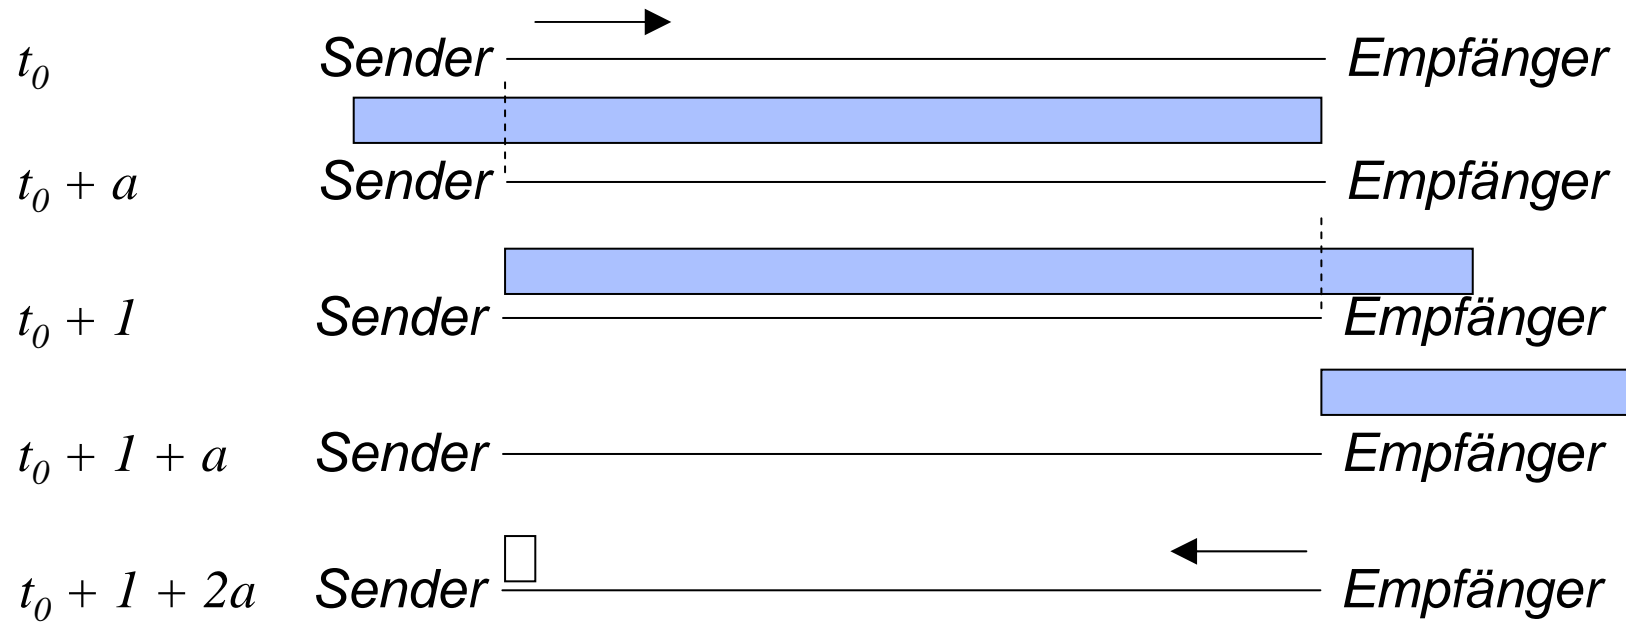 t0 Sender Empfänger
t0 + a Sender Empfänger
t0 + 1 Sender Empfänger
t0 + 1 + a Sender Empfänger
t0 + 1 + 2a Sender Empfänger